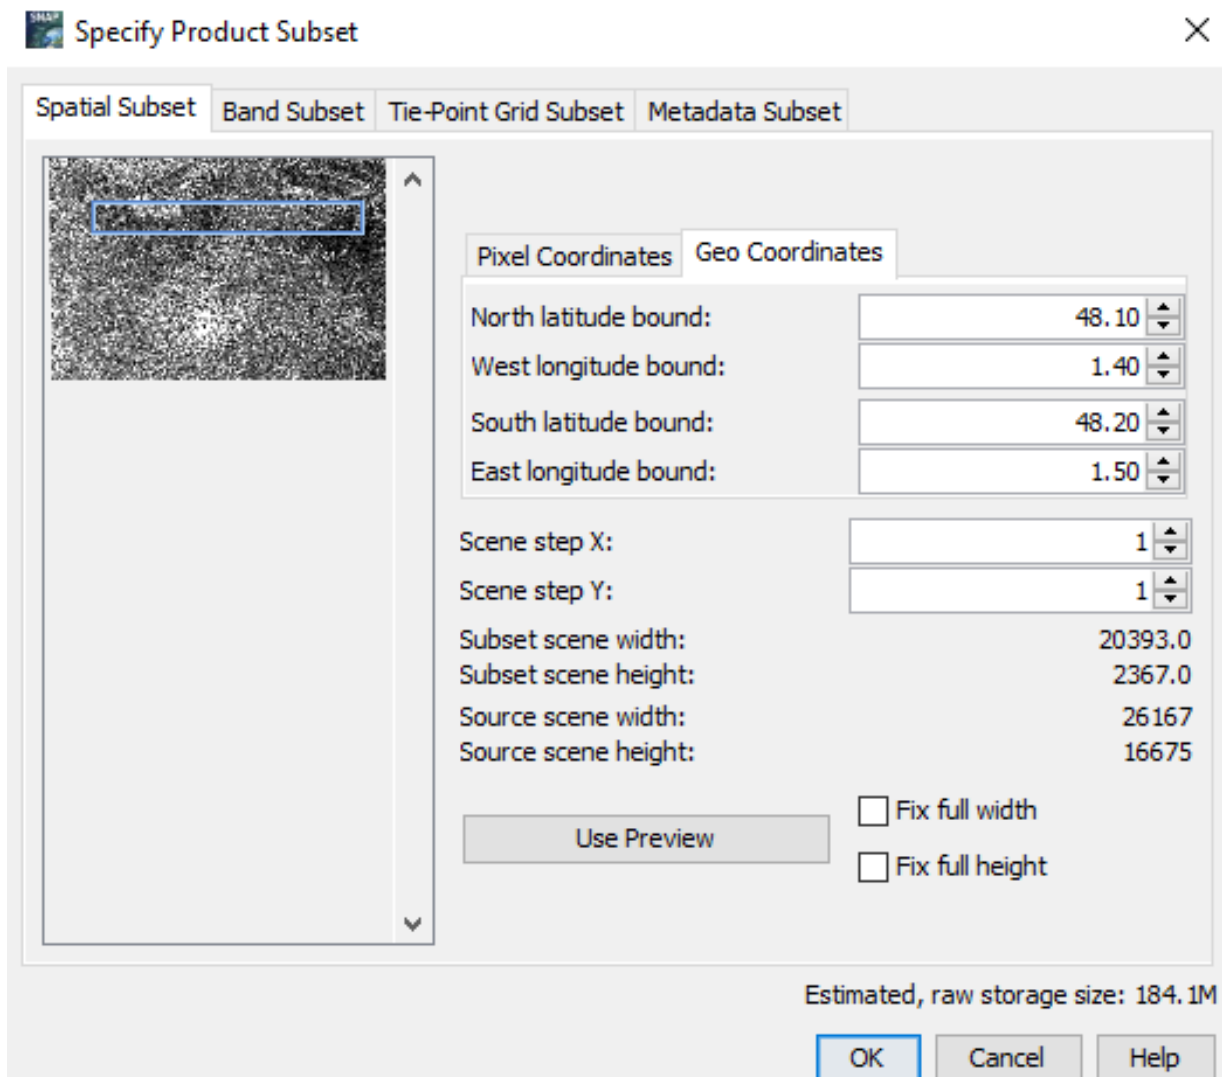 SNAP
Specify Product Subset
Spatial Subset Band Subset Tie-Point Grid Subset Metadata Subset
Pixel Coordinates Geo Coordinates
North latitude bound: 48.10
West longitude bound: 1.40
South latitude bound: 48.20
East longitude bound: 1.50
Scene step X: 1
Scene step Y: 1
Subset scene width: 20393.0
Subset scene height: 2367.0
Source scene width: 26167
Source scene height: 16675
Use Preview
Fix full width
Fix full height
Estimated, raw storage size: 184.1M
OK Cancel Help